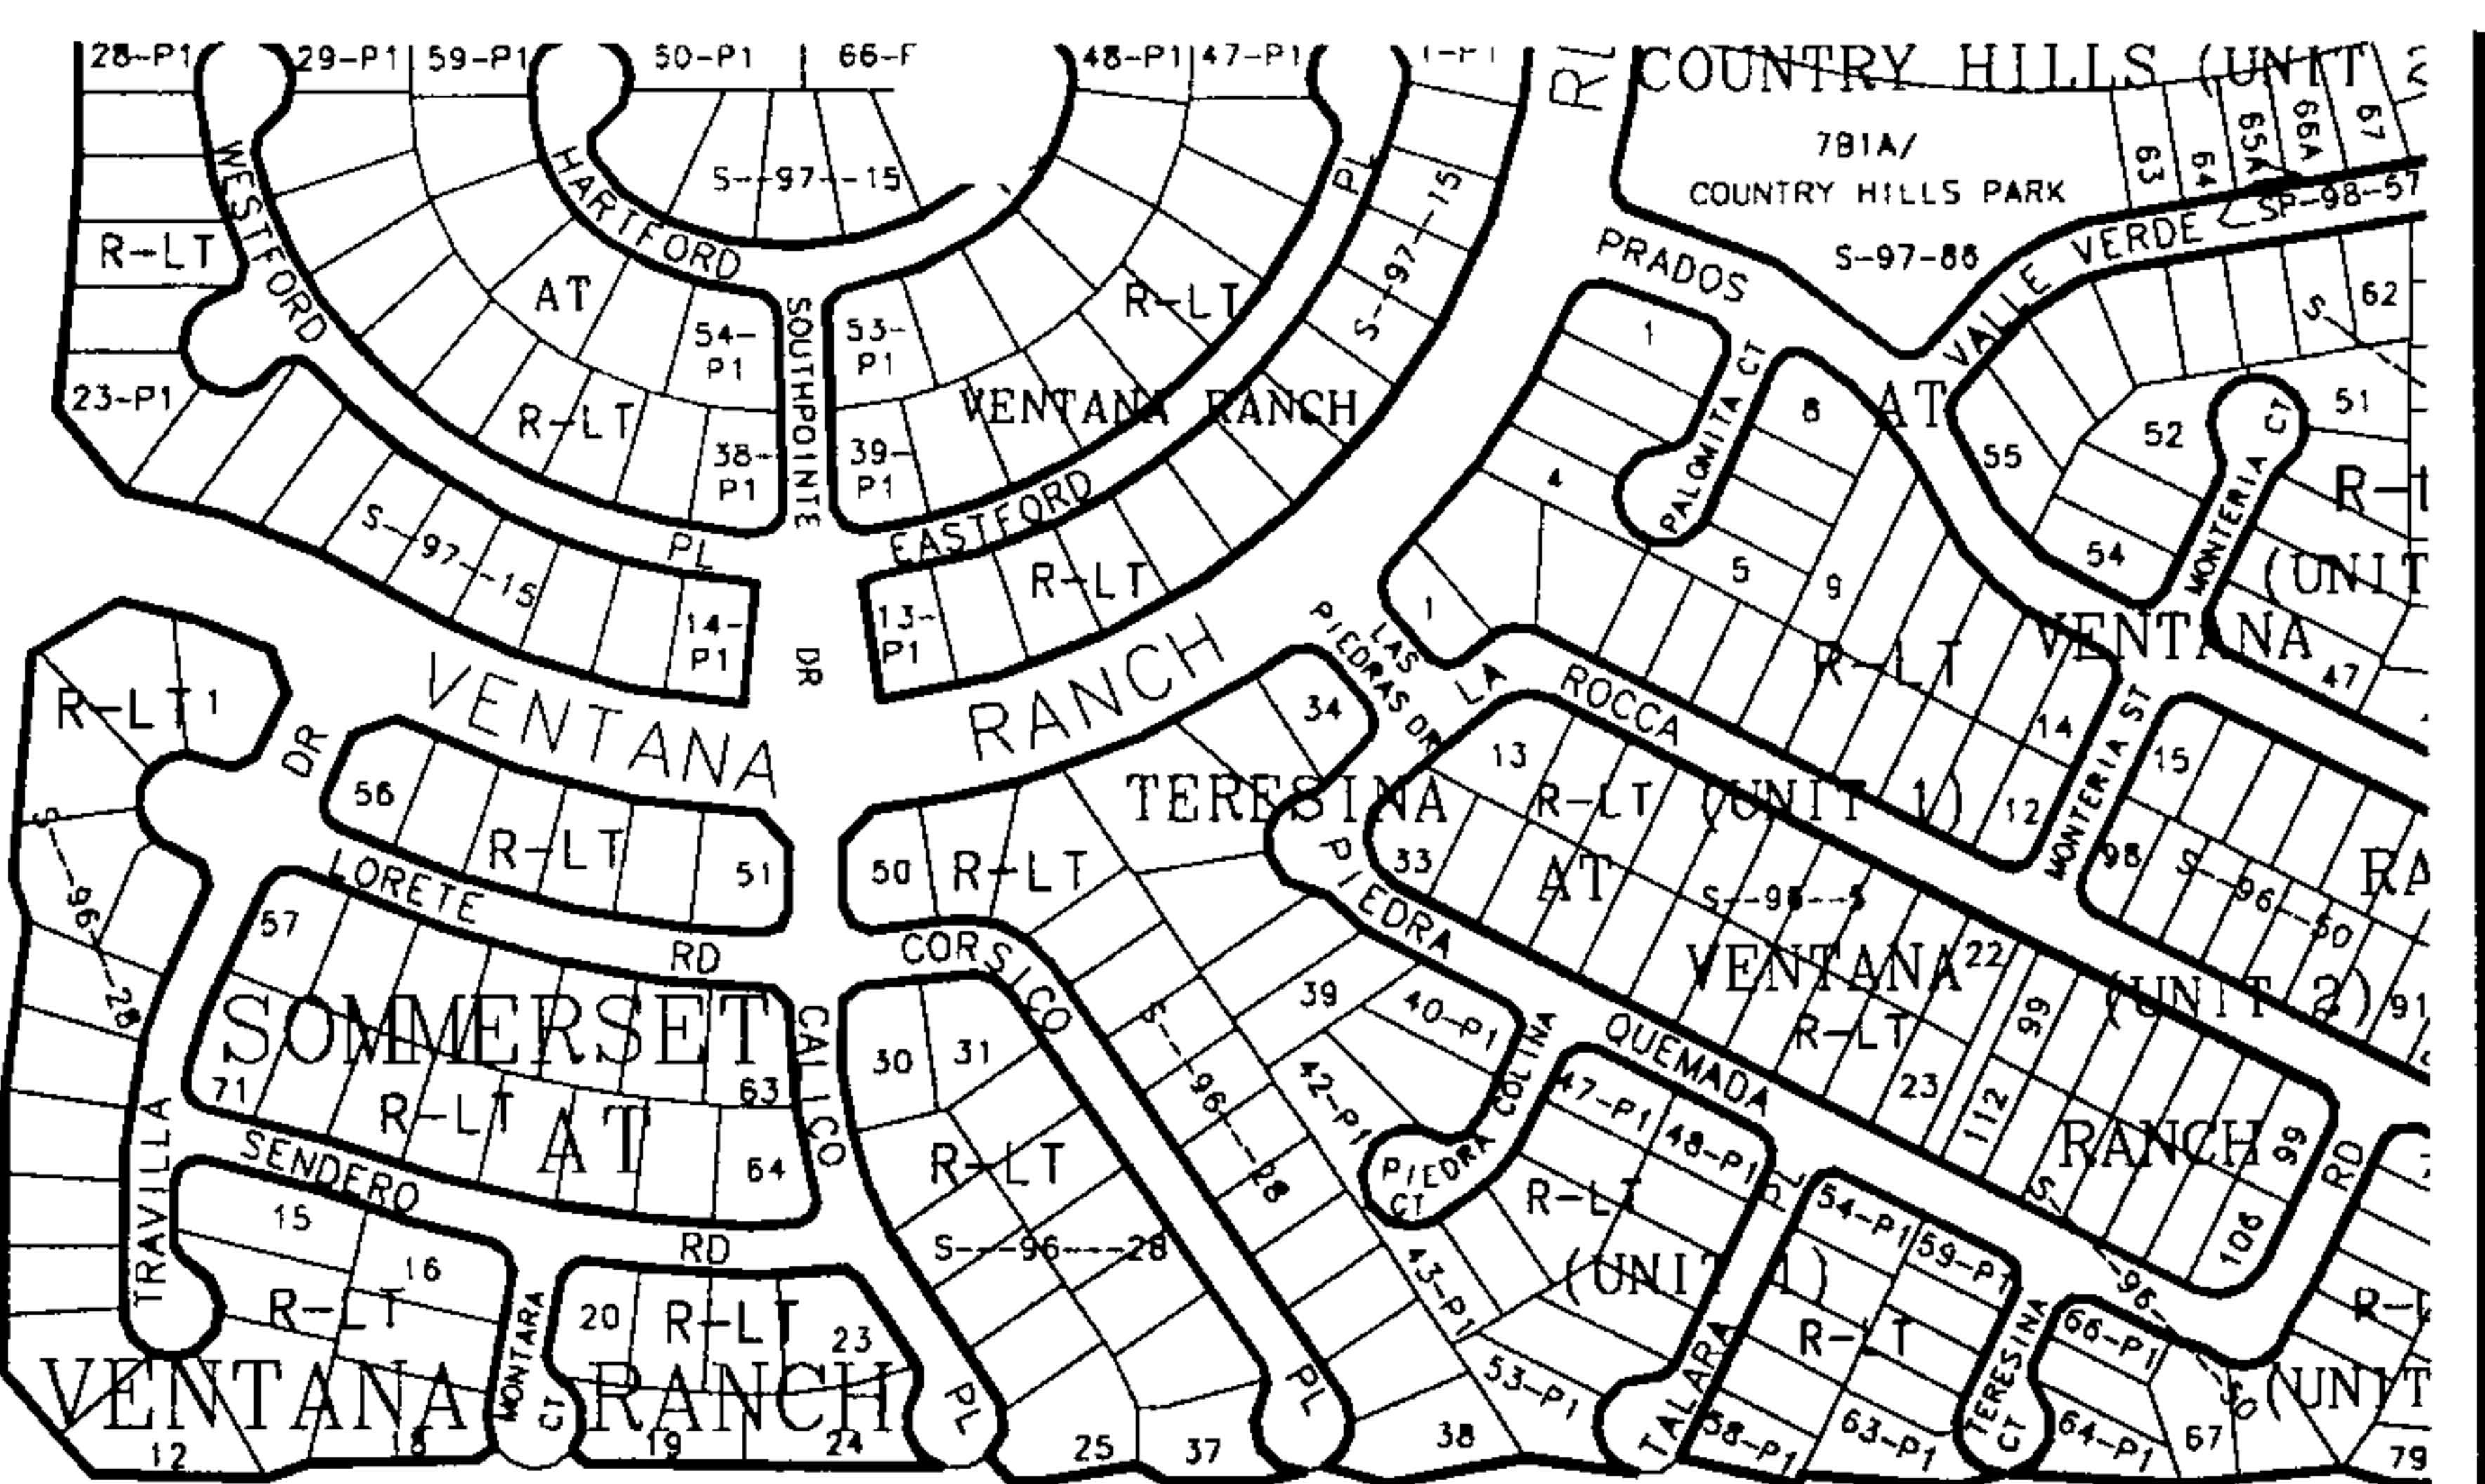 28-P1
29-P1
59-P1
50-P1
48-P1
47-P1
COUNTRY HILLS (UNIT 2
COUNTRY HILLS PARK
63
64
65A
66A
67
WESTFORD
HARTFORD
S--97--15
PL
S--97--15
PRADOS
S-97-86
VALLE VERDE
SP-98-57
R-LT
AT
54-P1
SOUTHPOINTE
53-P1
R-LT
1
PALOMITA CT
62
23-P1
R-LT
38-P1
39-P1
VENTANA RANCH
AT
55
52
51
MONTERIA CT
4
S--97--15
PL
EASTFORD
R-LT
5
9
54
(UNIT
14-P1
DR
13-P1
1
LAS PIEDRAS DR
R-LT
VENTANA
47
R-LT
1
DR
VENTANA
RANCH
34
LA ROCCA
14
MONTERIA ST
15
56
R-LT
51
50
R-LT
TERESINA
13
R-LT
(UNIT 1)
12
S--96--28
LORETE
RD
CORSICO
PIEDRA
33
AT
98
S--96--50
RA
57
SOMMERSET
CALICO
30
31
S--96--28
39
40-P1
QUEMADA
VENTANA
22
R-LT
23
99
(UNIT 2)
91
71
R-LT
AT
63
64
R-LT
42-P1
COLINA
47-P1
48-P1
112
RANCH
99
RD
SENDERO
RD
TRAVILLA
15
16
S---96---28
PIEDRA CT
R-LT
(UNIT 1)
54-P1
59-P1
106
R-LT
MONTARA CT
20
R-LT
23
43-P1
R-LT
66-P1
S--96--50
(UNIT
VENTANA RANCH
12
18
19
24
PL
25
37
PL
38
53-P1
TALARA
58-P1
63-P1
TERESINA CT
64-P1
67
79